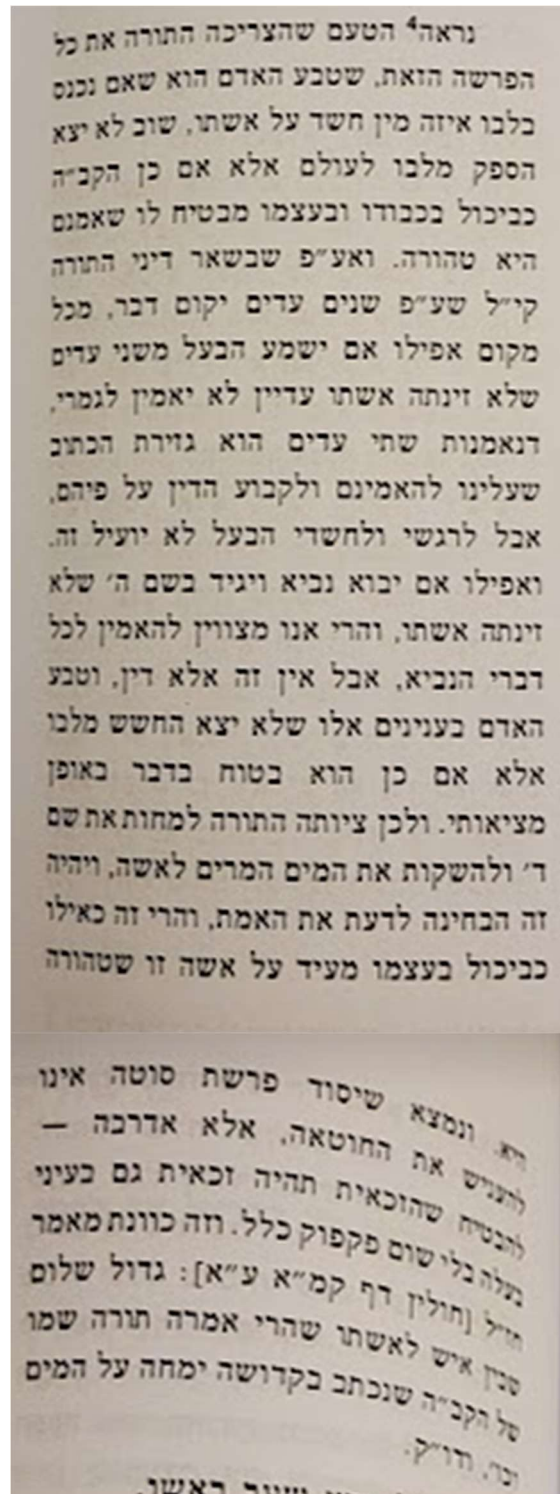 נראה⁴ הטעם שהצריכה התורה את כל
הפרשה הזאת, שטבע האדם הוא שאם נכנס
בלבו איזה מין חשד על אשתו, שוב לא יצא
הספק מלבו לעולם אלא אם כן הקב״ה
כביכול בכבודו ובעצמו מבטיח לו שאמנם
היא טהורה. ואע״פ שבשאר דיני התורה
קי״ל שע״פ שנים עדים יקום דבר, מכל
מקום אפילו אם ישמע הבעל משני עדים
שלא זינתה אשתו עדיין לא יאמין לגמרי,
דנאמנות שתי עדים הוא גזירת הכתוב
שעלינו להאמינם ולקבוע הדין על פיהם,
אבל לרגשי ולחשדי הבעל לא יועיל זה.
ואפילו אם יבוא נביא ויגיד בשם ה׳ שלא
זינתה אשתו, והרי אנו מצווין להאמין לכל
דברי הנביא, אבל אין זה אלא דין, וטבע
האדם בענינים אלו שלא יצא החשש מלבו
אלא אם כן הוא בטוח בדבר באופן
מציאותי. ולכן ציותה התורה למחות את שם
ד׳ ולהשקות את המים המרים לאשה, ויהיה
זה הבחינה לדעת את האמת, והרי זה כאילו
כביכול בעצמו מעיד על אשה זו שטהורה
היא. ונמצא שיסוד פרשת סוטה אינו
להעניש את החוטאה, אלא אדרבה —
להבטיח שהזכאית תהיה זכאית גם בעיני
בעלה בלי שום פקפוק כלל. וזה כוונת מאמר
חז״ל [חולין דף קמ״א ע״א]: גדול שלום
שבין איש לאשתו שהרי אמרה תורה שמו
של הקב״ה שנכתב בקדושה ימחה על המים
וכו׳. ודו״ק.
ראשו.